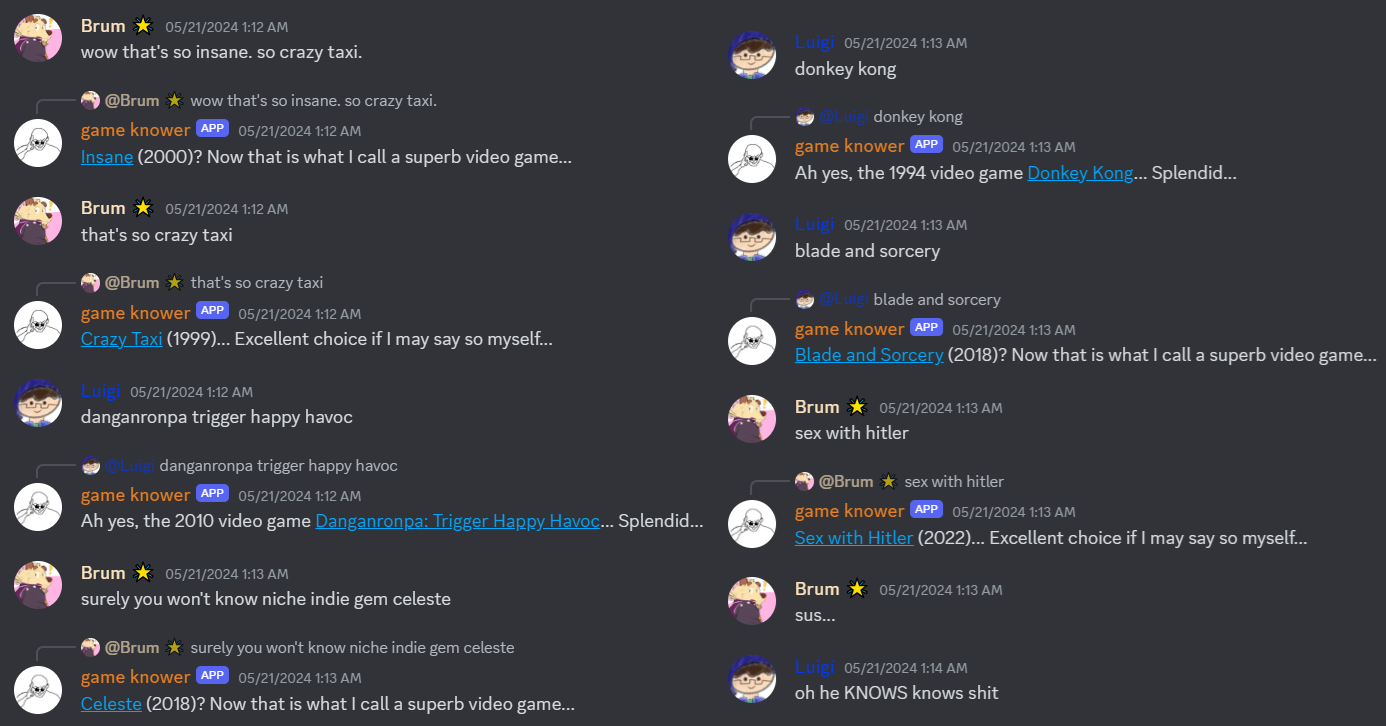 Brum 05/21/2024 1:12 AM
wow that's so insane. so crazy taxi.
@Brum wow that's so insane. so crazy taxi.
game knower APP 05/21/2024 1:12 AM
Insane (2000)? Now that is what I call a superb video game...
Brum 05/21/2024 1:12 AM
that's so crazy taxi
@Brum that's so crazy taxi
game knower APP 05/21/2024 1:12 AM
Crazy Taxi (1999)... Excellent choice if I may say so myself...
Luigi 05/21/2024 1:12 AM
danganronpa trigger happy havoc
@Luigi danganronpa trigger happy havoc
game knower APP 05/21/2024 1:12 AM
Ah yes, the 2010 video game Danganronpa: Trigger Happy Havoc... Splendid...
Brum 05/21/2024 1:13 AM
surely you won't know niche indie gem celeste
@Brum surely you won't know niche indie gem celeste
game knower APP 05/21/2024 1:13 AM
Celeste (2018)? Now that is what I call a superb video game...
Luigi 05/21/2024 1:13 AM
donkey kong
@Luigi donkey kong
game knower APP 05/21/2024 1:13 AM
Ah yes, the 1994 video game Donkey Kong... Splendid...
Luigi 05/21/2024 1:13 AM
blade and sorcery
@Luigi blade and sorcery
game knower APP 05/21/2024 1:13 AM
Blade and Sorcery (2018)? Now that is what I call a superb video game...
Brum 05/21/2024 1:13 AM
sex with hitler
@Brum sex with hitler
game knower APP 05/21/2024 1:13 AM
Sex with Hitler (2022)... Excellent choice if I may say so myself...
Brum 05/21/2024 1:13 AM
sus...
Luigi 05/21/2024 1:14 AM
oh he KNOWS knows shit